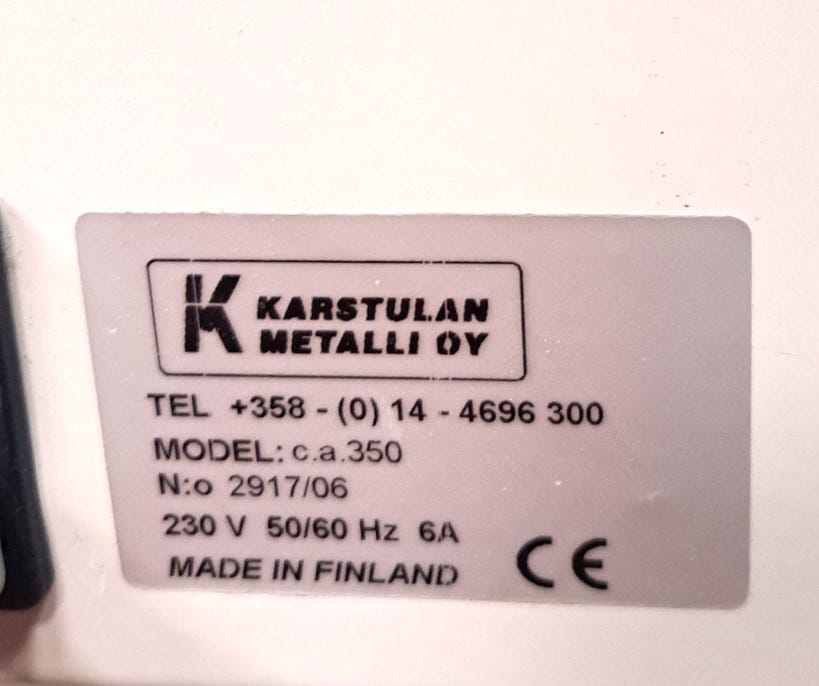 K KARSTULAN
METALLI OY
TEL +358 - (0) 14 - 4696 300
MODEL: c.a.350
N:o 2917/06
230 V 50/60 Hz 6A
MADE IN FINLAND CE